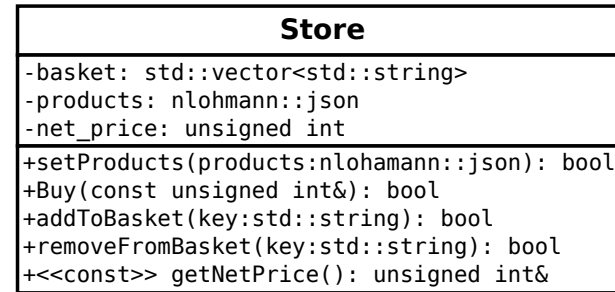 Store
-basket: std::vector<std::string>
-products: nlohmann::json
-net_price: unsigned int
+setProducts(products:nlohamann::json): bool
+Buy(const unsigned int&): bool
+addToBasket(key:std::string): bool
+removeFromBasket(key:std::string): bool
+<<const>> getNetPrice(): unsigned int&